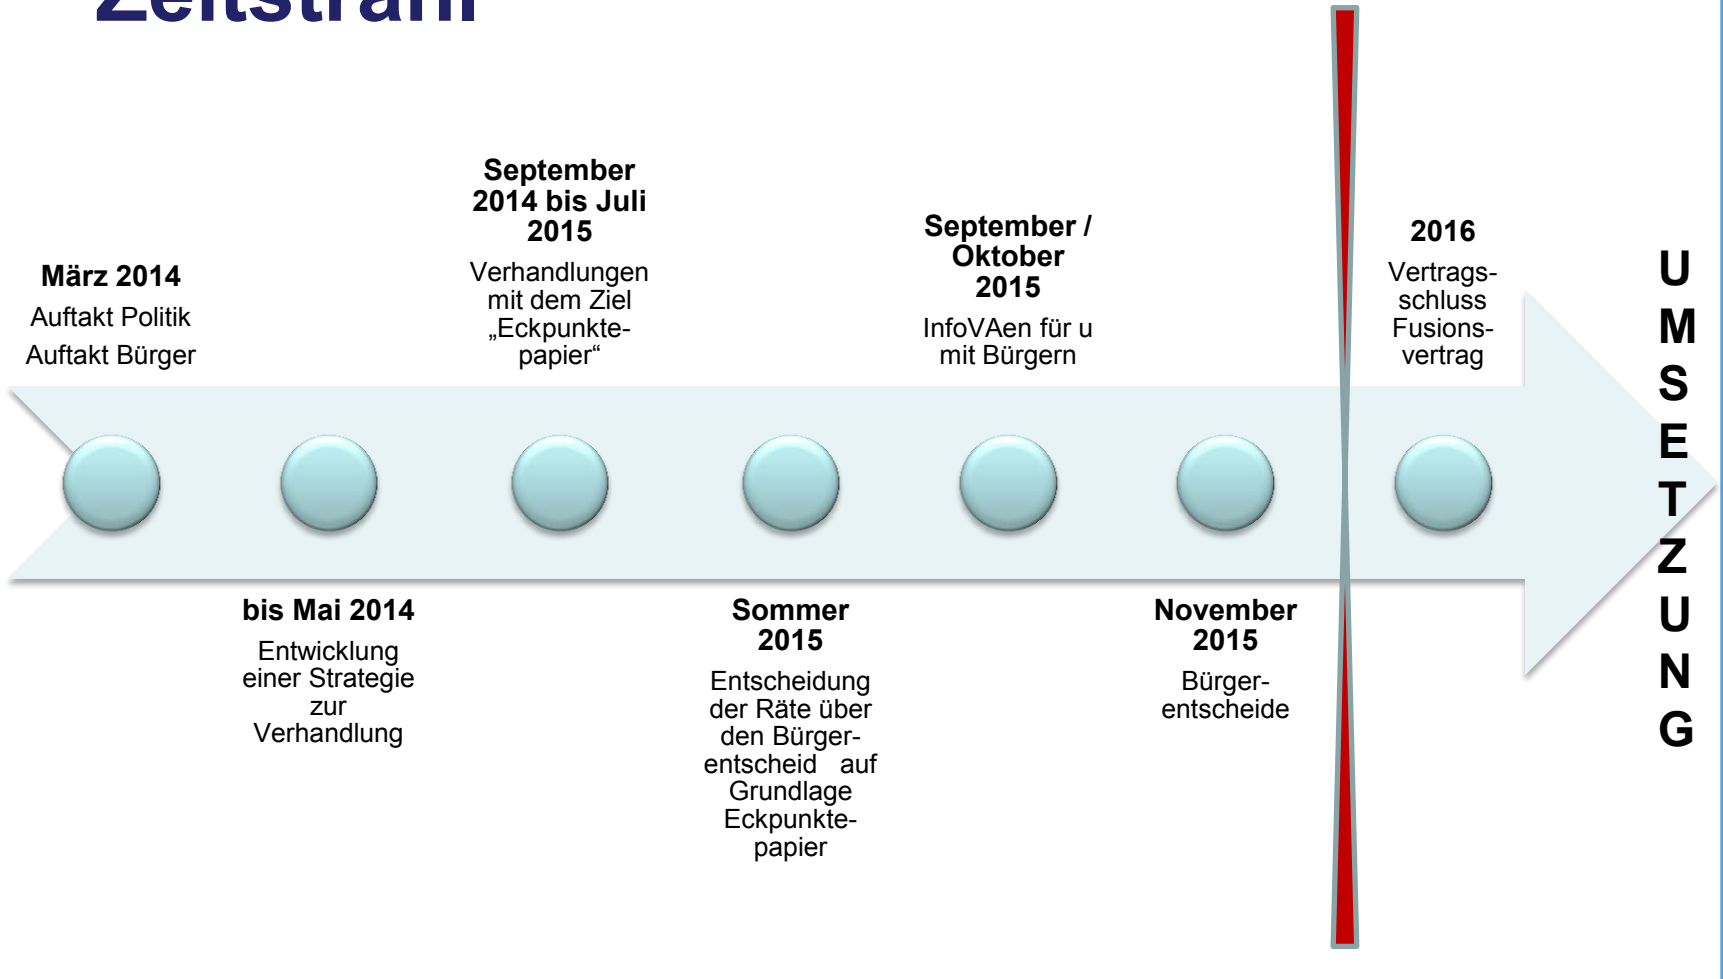 Zeitstrahl
März 2014
Auftakt Politik
Auftakt Bürger
bis Mai 2014
Entwicklung
einer Strategie
zur
Verhandlung
September
2014 bis Juli
2015
Verhandlungen
mit dem Ziel
„Eckpunkte-
papier“
Sommer
2015
Entscheidung
der Räte über
den Bürger-
entscheid auf
Grundlage
Eckpunkte-
papier
September /
Oktober
2015
InfoVAen für u
mit Bürgern
November
2015
Bürger-
entscheide
2016
Vertrags-
schluss
Fusions-
vertrag
U
M
S
E
T
Z
U
N
G